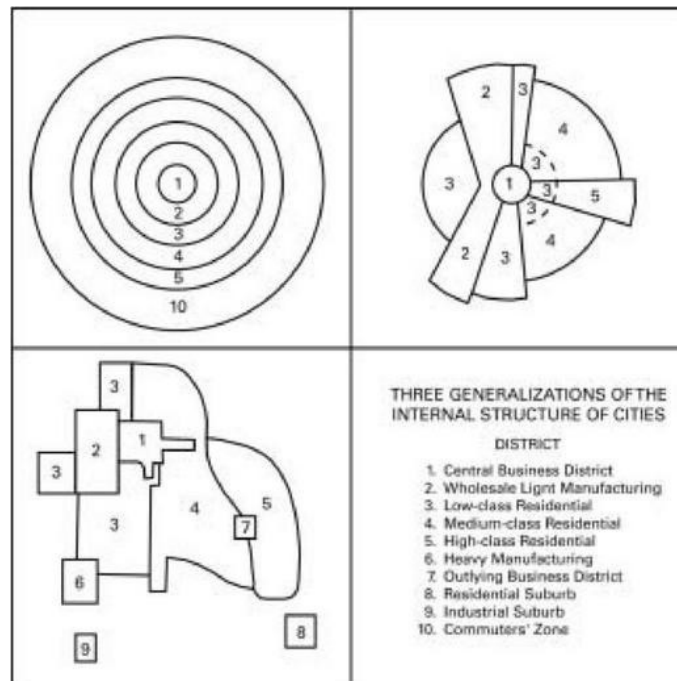 1
2
3
4
5
10
2
3
4
3
3
1
3
5
3
2
3
4
3
1
2
3
4
5
3
7
6
8
9
THREE GENERALIZATIONS OF THE
INTERNAL STRUCTURE OF CITIES
DISTRICT
1. Central Business District
2. Wholesale Lignt Manufacturing
3. Low-class Residential
4. Medium-class Residential
5. High-class Residential
6. Heavy Manufacturing
7. Outlying Business District
8. Residential Suburb
9. Industrial Suburb
10. Commuters' Zone